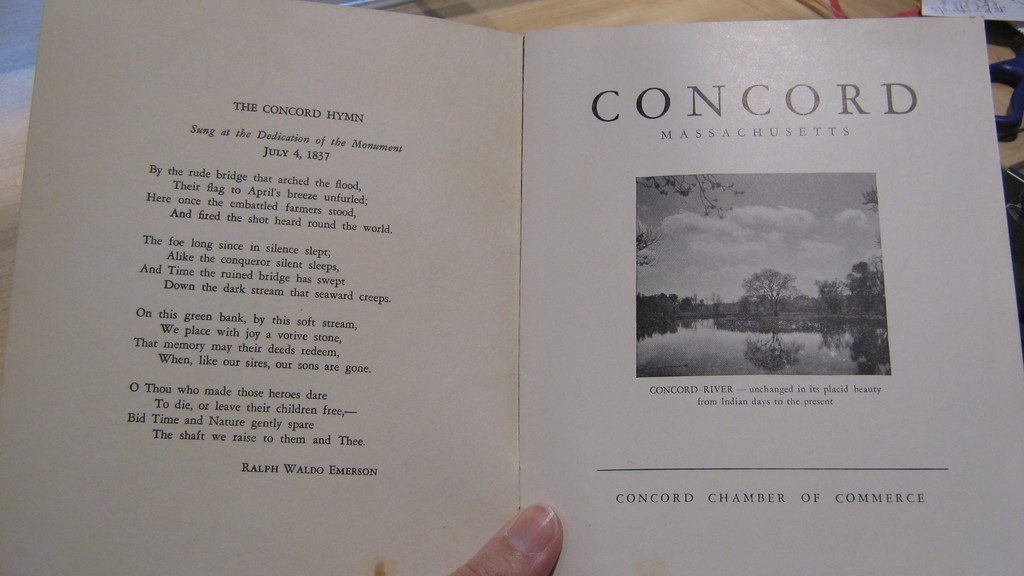 THE CONCORD HYMN
Sung at the Dedication of the Monument
JULY 4, 1837
By the rude bridge that arched the flood,
Their flag to April's breeze unfurled;
Here once the embattled farmers stood,
And fired the shot heard round the world.
The foe long since in silence slept;
Alike the conqueror silent sleeps,
And Time the ruined bridge has swept
Down the dark stream that seaward creeps.
On this green bank, by this soft stream,
We place with joy a votive stone,
That memory may their deeds redeem,
When, like our sires, our sons are gone.
O Thou who made those heroes dare
To die, or leave their children free,—
Bid Time and Nature gently spare
The shaft we raise to them and Thee.
RALPH WALDO EMERSON
CONCORD
MASSACHUSETTS
CONCORD RIVER — unchanged in its placid beauty
from Indian days to the present
CONCORD CHAMBER OF COMMERCE